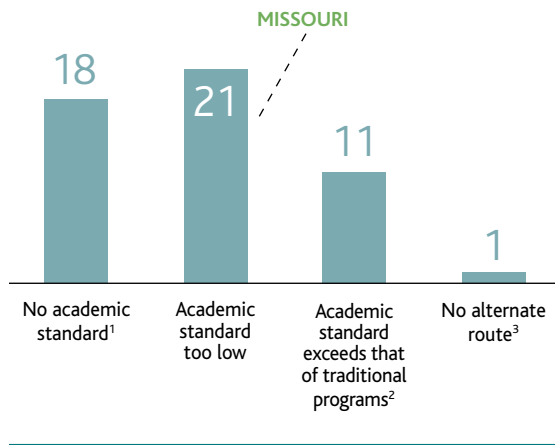 MISSOURI
18
21
11
1
No academic
standard¹
Academic
standard
too low
Academic
standard
exceeds that
of traditional
programs²
No alternate
route³